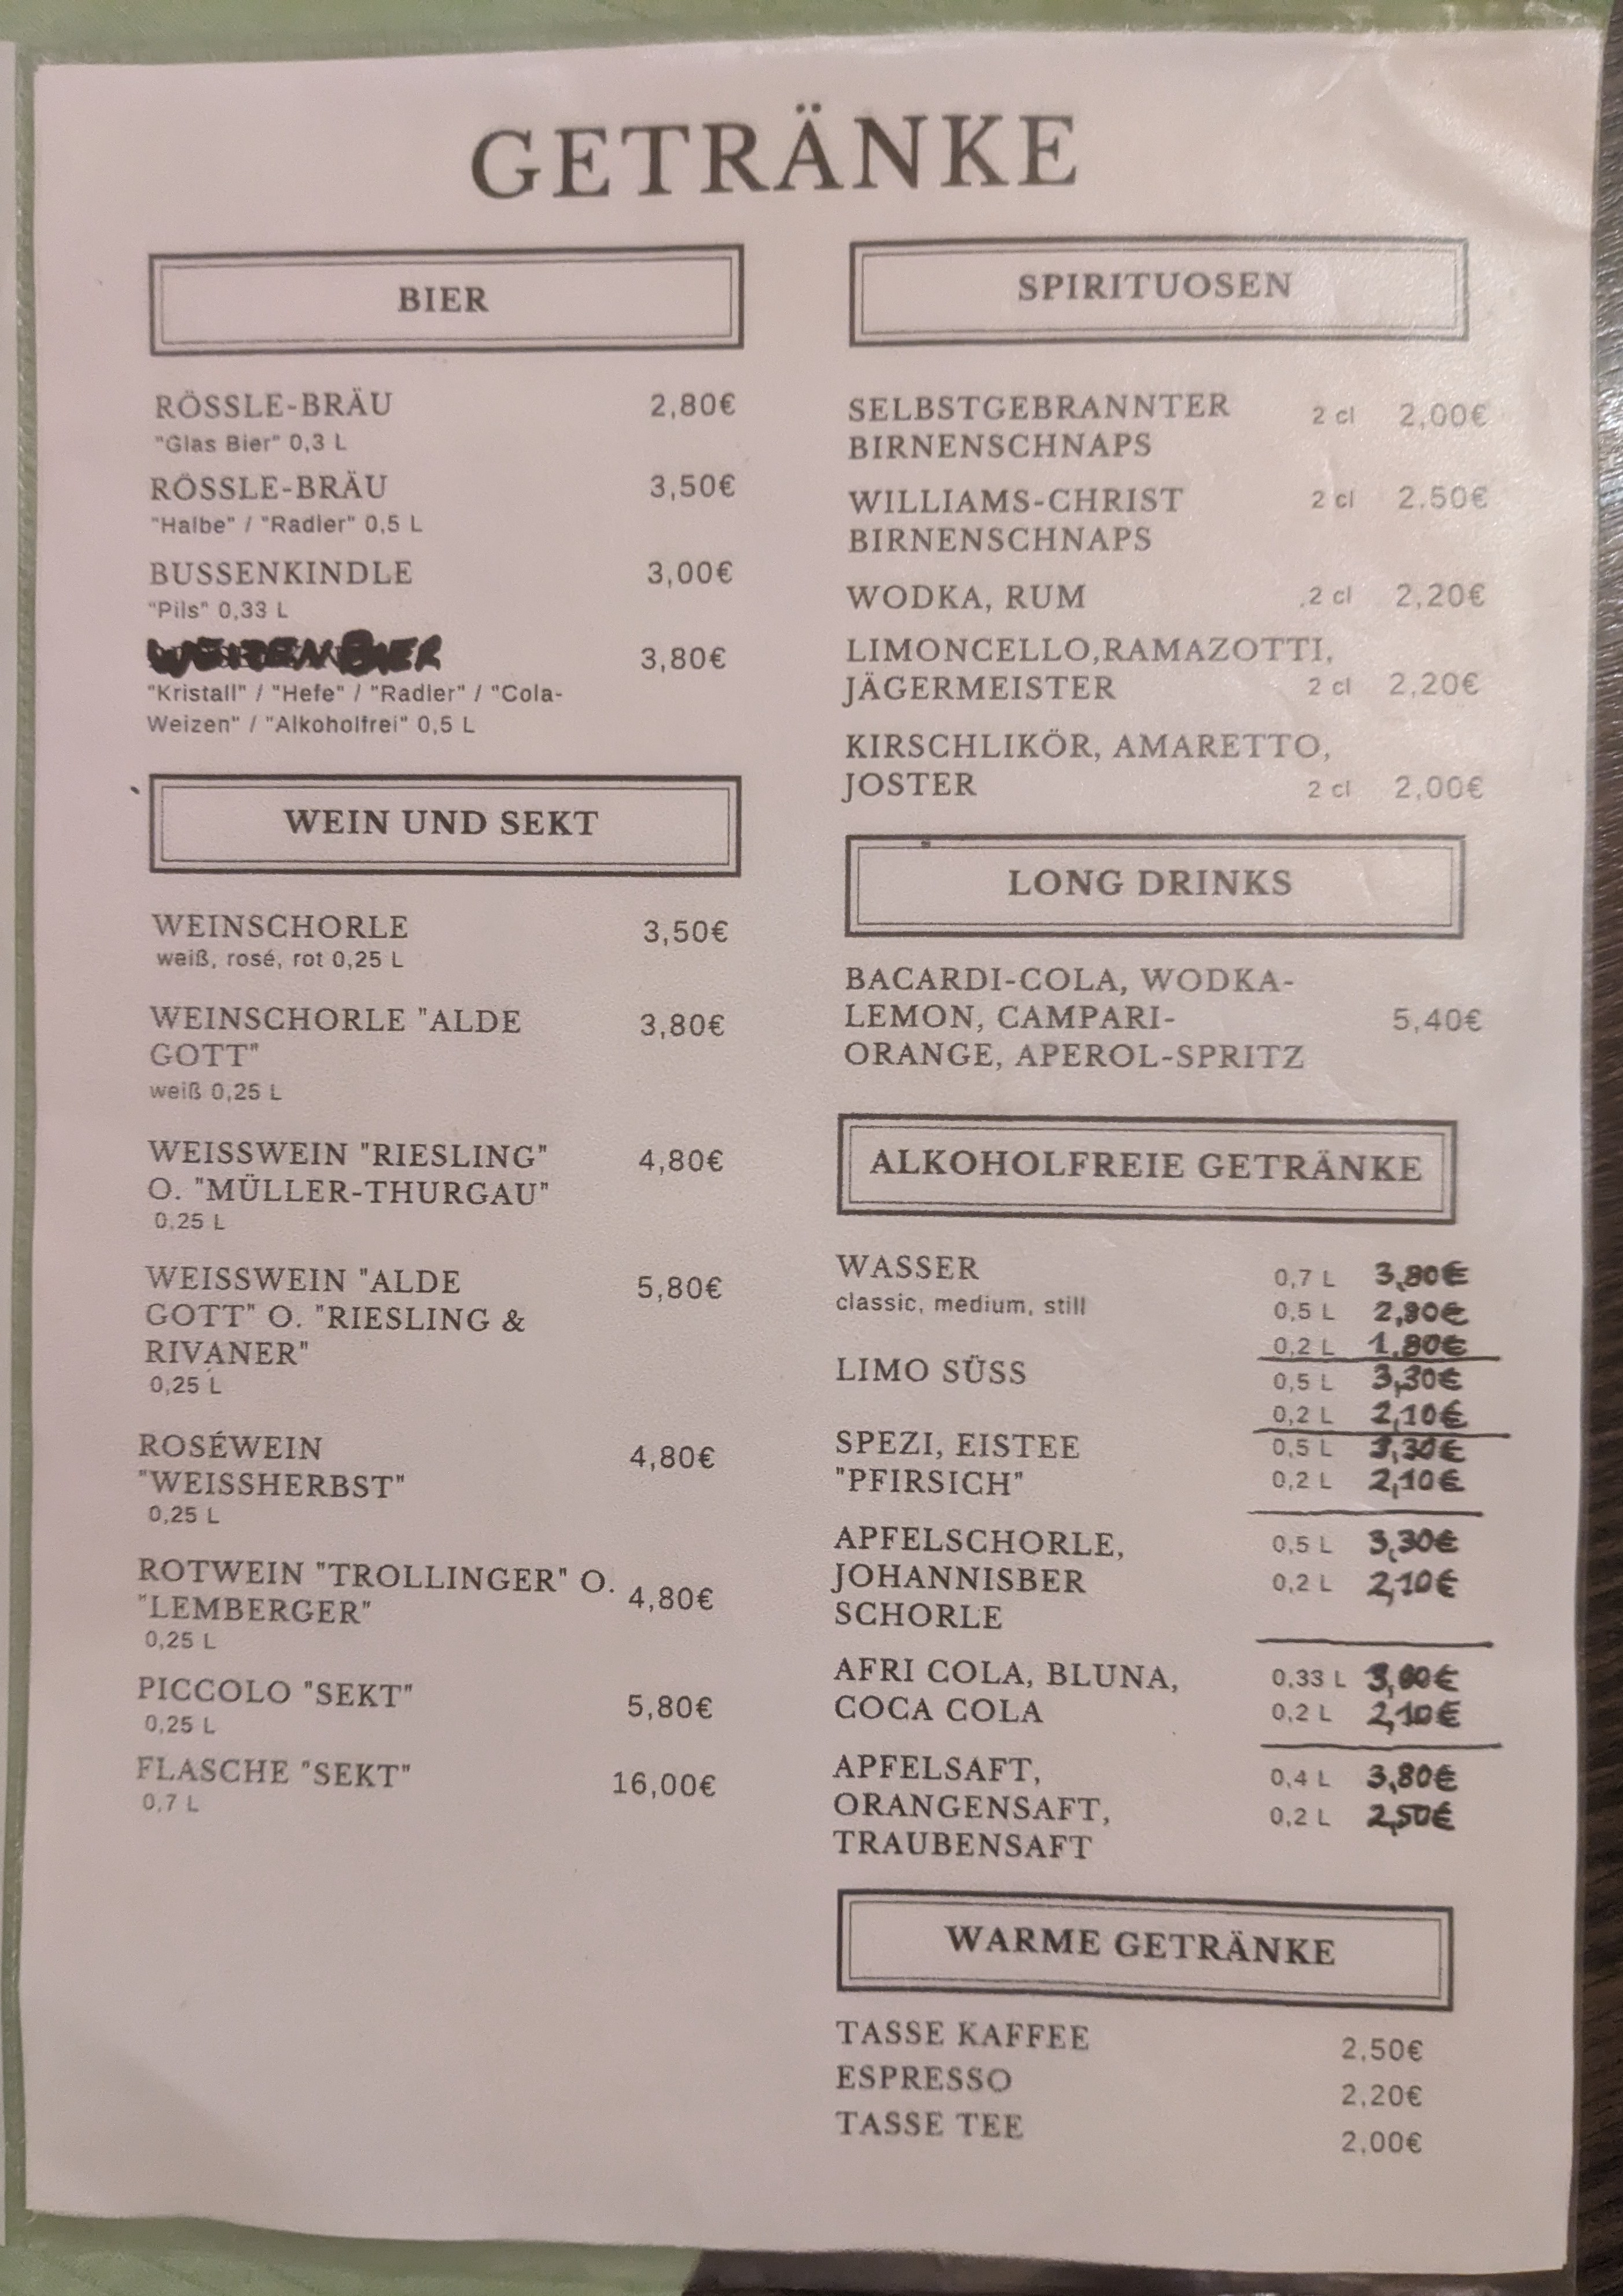 GETRÄNKE
BIER
RÖSSLE-BRÄU 2,80€
"Glas Bier" 0,3 L
RÖSSLE-BRÄU 3,50€
"Halbe" / "Radler" 0,5 L
BUSSENKINDLE 3,00€
"Pils" 0,33 L
WEIZENBIER 3,80€
"Kristall" / "Hefe" / "Radler" / "Cola-
Weizen" / "Alkoholfrei" 0,5 L
WEIN UND SEKT
WEINSCHORLE 3,50€
weiß, rosé, rot 0,25 L
WEINSCHORLE "ALDE 3,80€
GOTT"
weiß 0,25 L
WEISSWEIN "RIESLING" 4,80€
O. "MÜLLER-THURGAU"
0,25 L
WEISSWEIN "ALDE 5,80€
GOTT" O. "RIESLING &
RIVANER"
0,25 L
ROSÉWEIN 4,80€
"WEISSHERBST"
0,25 L
ROTWEIN "TROLLINGER" O. 4,80€
"LEMBERGER"
0,25 L
PICCOLO "SEKT" 5,80€
0,25 L
FLASCHE "SEKT" 16,00€
0,7 L
SPIRITUOSEN
SELBSTGEBRANNTER 2 cl 2,00€
BIRNENSCHNAPS
WILLIAMS-CHRIST 2 cl 2.50€
BIRNENSCHNAPS
WODKA, RUM 2 cl 2,20€
LIMONCELLO,RAMAZOTTI,
JÄGERMEISTER 2 cl 2,20€
KIRSCHLIKÖR, AMARETTO,
JOSTER 2 cl 2,00€
LONG DRINKS
BACARDI-COLA, WODKA-
LEMON, CAMPARI- 5,40€
ORANGE, APEROL-SPRITZ
ALKOHOLFREIE GETRÄNKE
WASSER 0,7 L 3,80€
classic, medium, still 0,5 L 2,80€
0,2 L 1,80€
LIMO SÜSS 0,5 L 3,30€
0,2 L 2,10€
SPEZI, EISTEE 0,5 L 3,30€
"PFIRSICH" 0,2 L 2,10€
APFELSCHORLE, 0,5 L 3,30€
JOHANNISBER 0,2 L 2,10€
SCHORLE
AFRI COLA, BLUNA, 0,33 L
COCA COLA 0,2 L 2,10€
APFELSAFT, 0,4 L 3,80€
ORANGENSAFT, 0,2 L 2,50€
TRAUBENSAFT
WARME GETRÄNKE
TASSE KAFFEE 2,50€
ESPRESSO 2,20€
TASSE TEE 2,00€